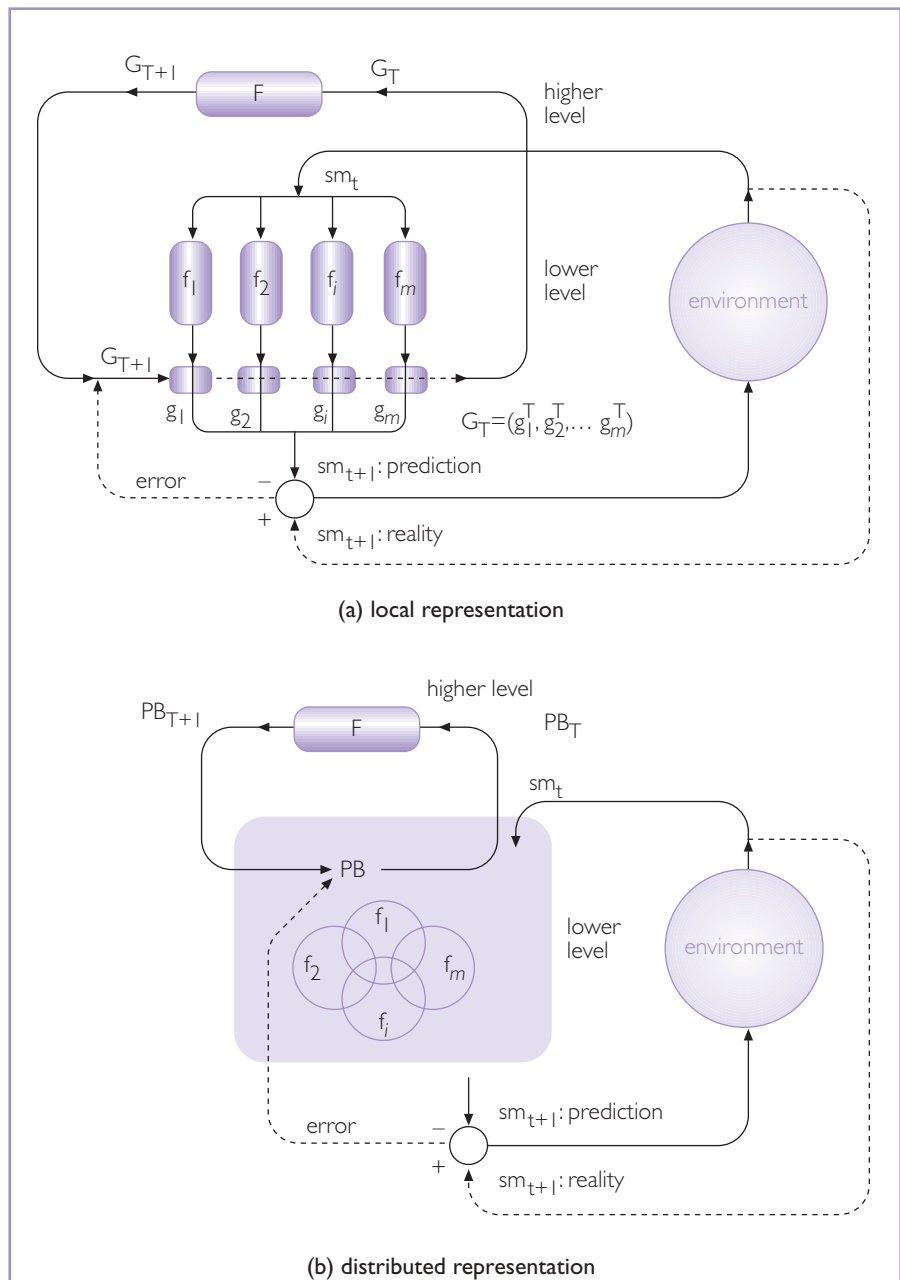 G_{T+1}
F
G_T
higher
level
sm_t
f_1
f_2
f_i
f_m
lower
level
environment
G_{T+1}
g_1
g_2
g_i
g_m
G_T=(g_1^T, g_2^T,... g_m^T)
sm_{t+1}: prediction
error
−
+
sm_{t+1}: reality
(a) local representation
higher level
PB_{T+1}
F
PB_T
sm_t
PB
f_1
f_2
f_m
f_i
lower
level
environment
sm_{t+1}: prediction
error
−
+
sm_{t+1}: reality
(b) distributed representation